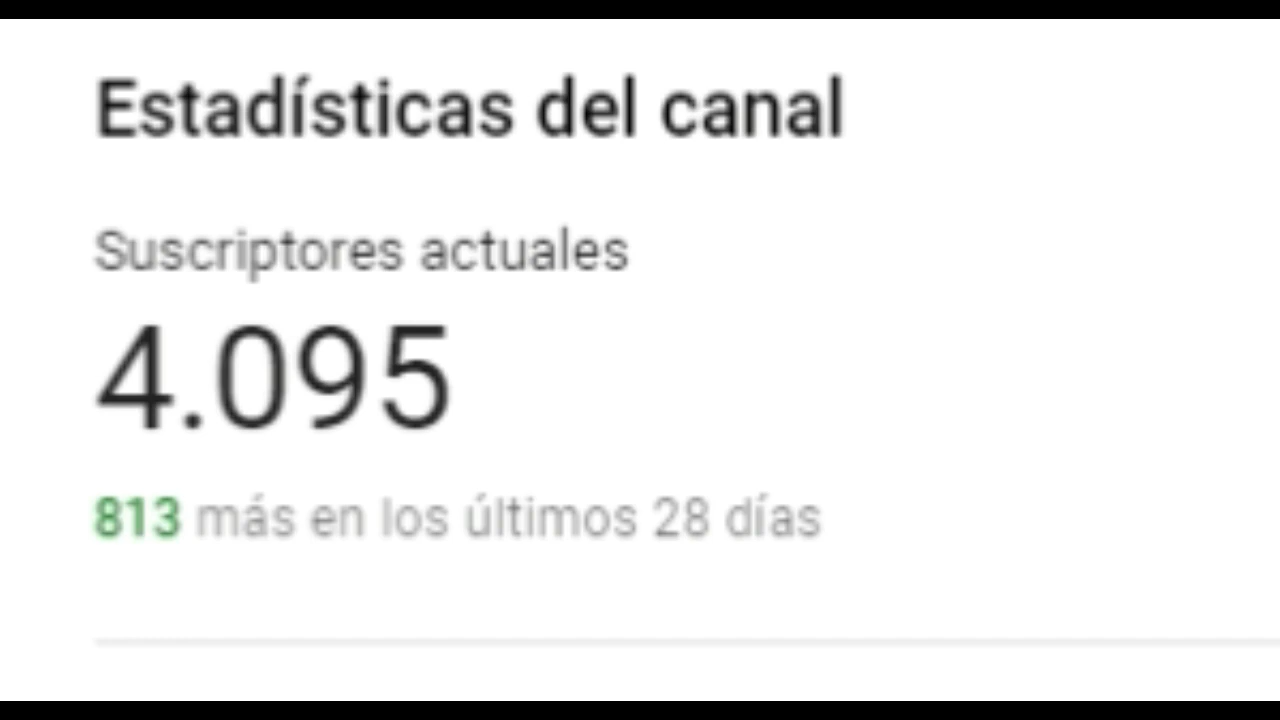 Estadísticas del canal
Suscriptores actuales
4.095
813 más en los últimos 28 días